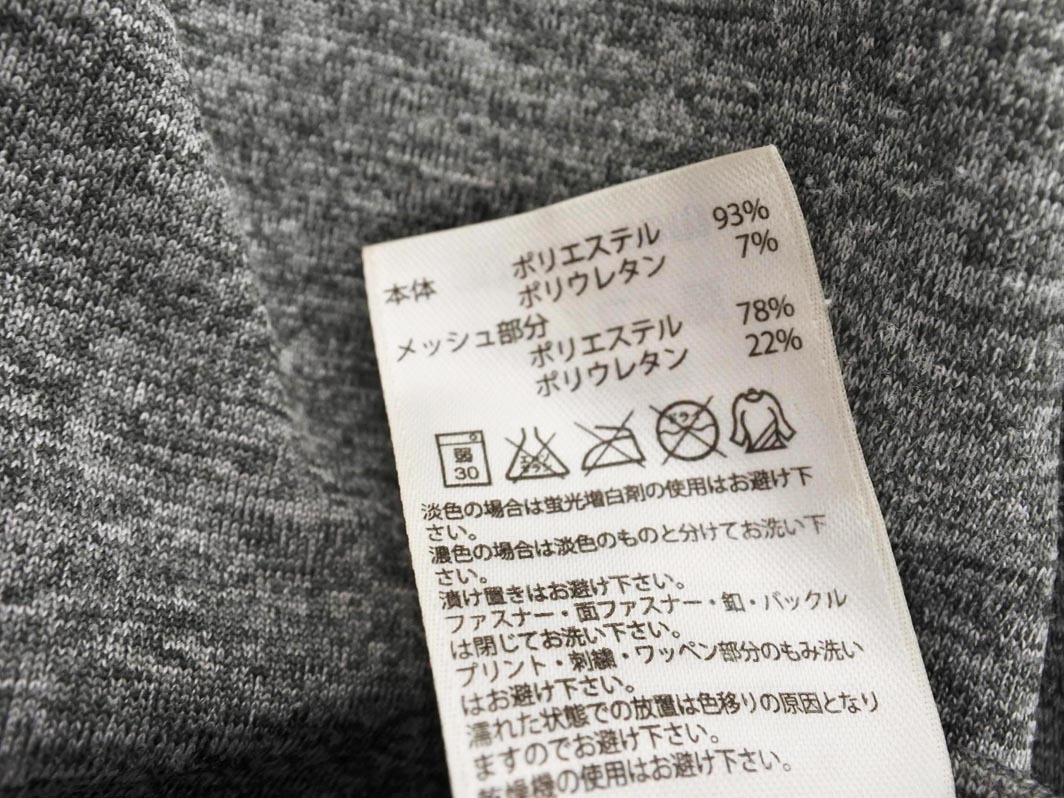 本体 ポリエステル 93%
ポリウレタン 7%
メッシュ部分
ポリエステル 78%
ポリウレタン 22%
弱
30
エンソ
サラシ
ドライ
淡色の場合は蛍光増白剤の使用はお避け下
さい。
濃色の場合は淡色のものと分けてお洗い下
さい。
漬け置きはお避け下さい。
ファスナー・面ファスナー・釦・バックル
は閉じてお洗い下さい。
プリント・刺繍・ワッペン部分のもみ洗い
はお避け下さい。
濡れた状態での放置は色移りの原因となり
ますのでお避け下さい。
乾燥機の使用はお避け下さい。